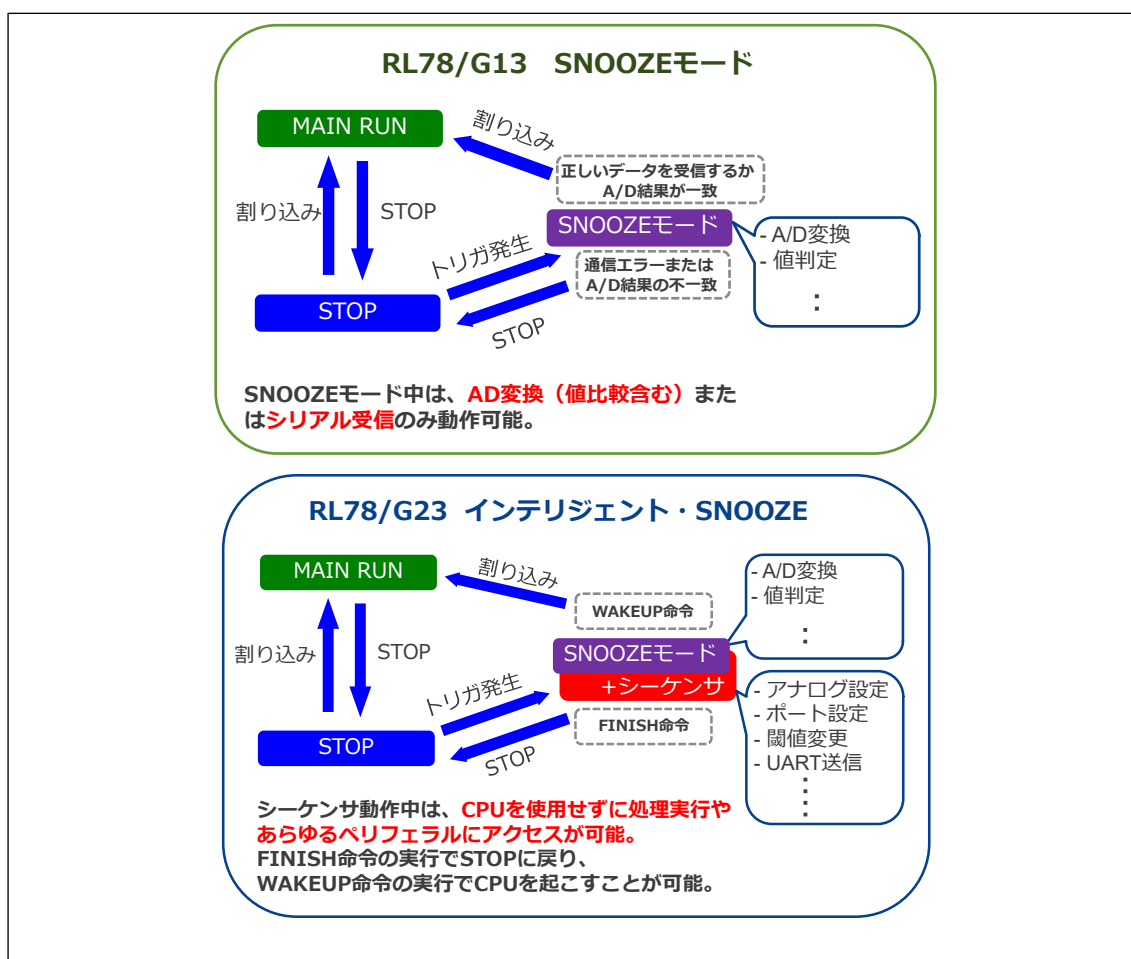 RL78/G13 SNOOZEモード
MAIN RUN
割り込み
正しいデータを受信するか
A/D結果が一致
割り込み
STOP
SNOOZEモード
- A/D変換
- 値判定
：
トリガ発生
通信エラーまたは
A/D結果の不一致
STOP
STOP
SNOOZEモード中は、AD変換（値比較含む）また
はシリアル受信のみ動作可能。
RL78/G23 インテリジェント・SNOOZE
MAIN RUN
割り込み
WAKEUP命令
- A/D変換
- 値判定
：
割り込み
STOP
SNOOZEモード
+シーケンサ
トリガ発生
FINISH命令
STOP
STOP
- アナログ設定
- ポート設定
- 閾値変更
- UART送信
：
：
シーケンサ動作中は、CPUを使用せずに処理実行や
あらゆるペリフェラルにアクセスが可能。
FINISH命令の実行でSTOPに戻り、
WAKEUP命令の実行でCPUを起こすことが可能。